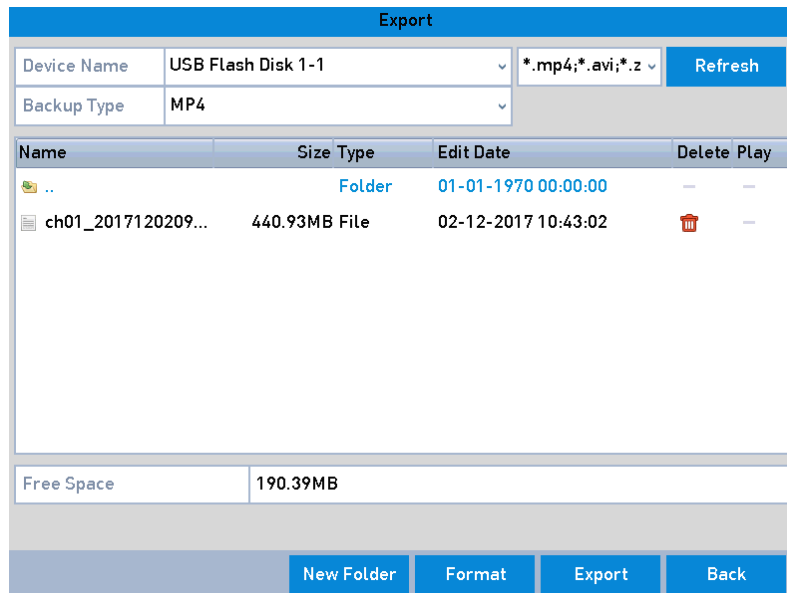 Export
Device Name USB Flash Disk 1-1 *.mp4;*.avi;*.z Refresh
Backup Type MP4
Name Size Type Edit Date Delete Play
.. Folder 01-01-1970 00:00:00 — —
ch01_2017120209... 440.93MB File 02-12-2017 10:43:02 —
Free Space 190.39MB
New Folder Format Export Back